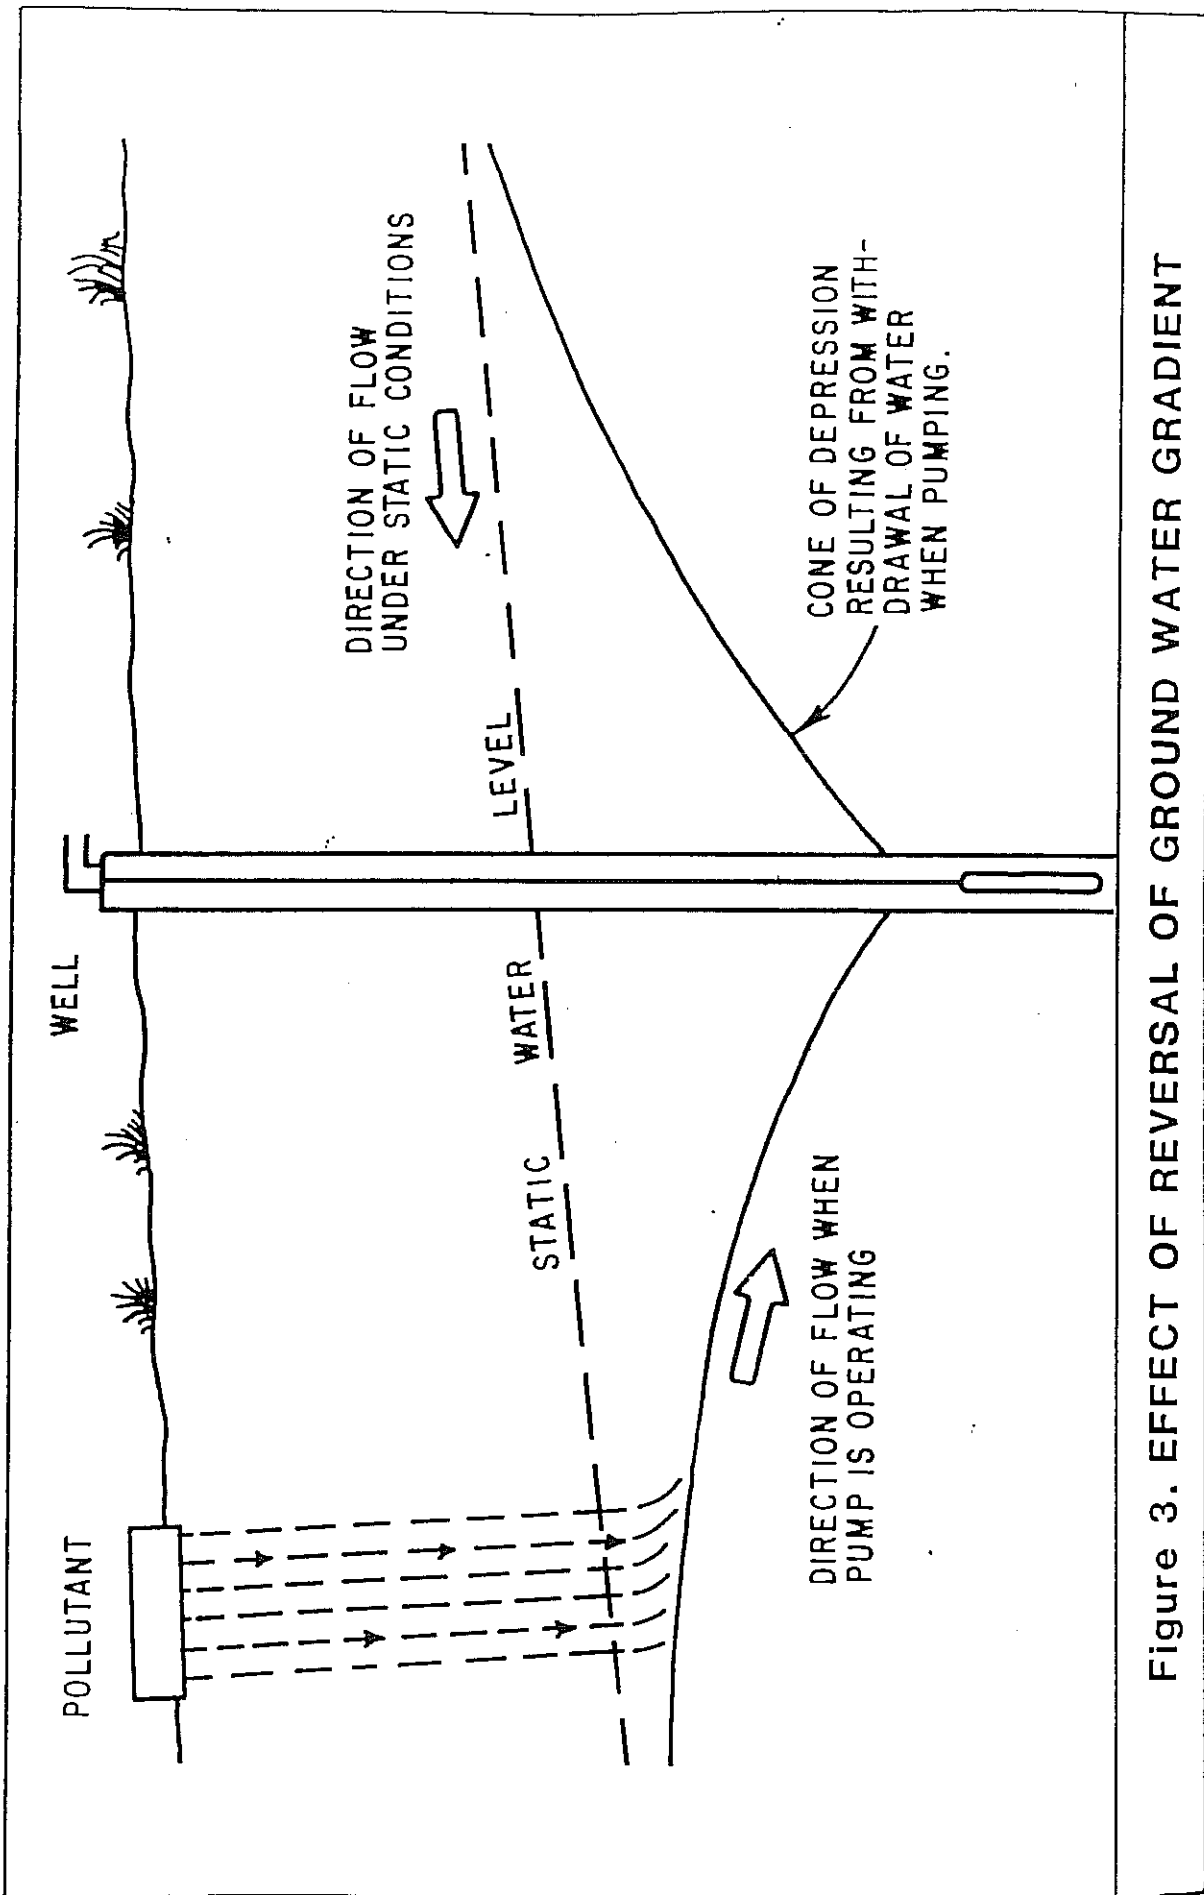 POLLUTANT
WELL
DIRECTION OF FLOW
UNDER STATIC CONDITIONS
STATIC WATER LEVEL
DIRECTION OF FLOW WHEN
PUMP IS OPERATING
CONE OF DEPRESSION
RESULTING FROM WITH-
DRAWAL OF WATER
WHEN PUMPING.
Figure 3. EFFECT OF REVERSAL OF GROUND WATER GRADIENT